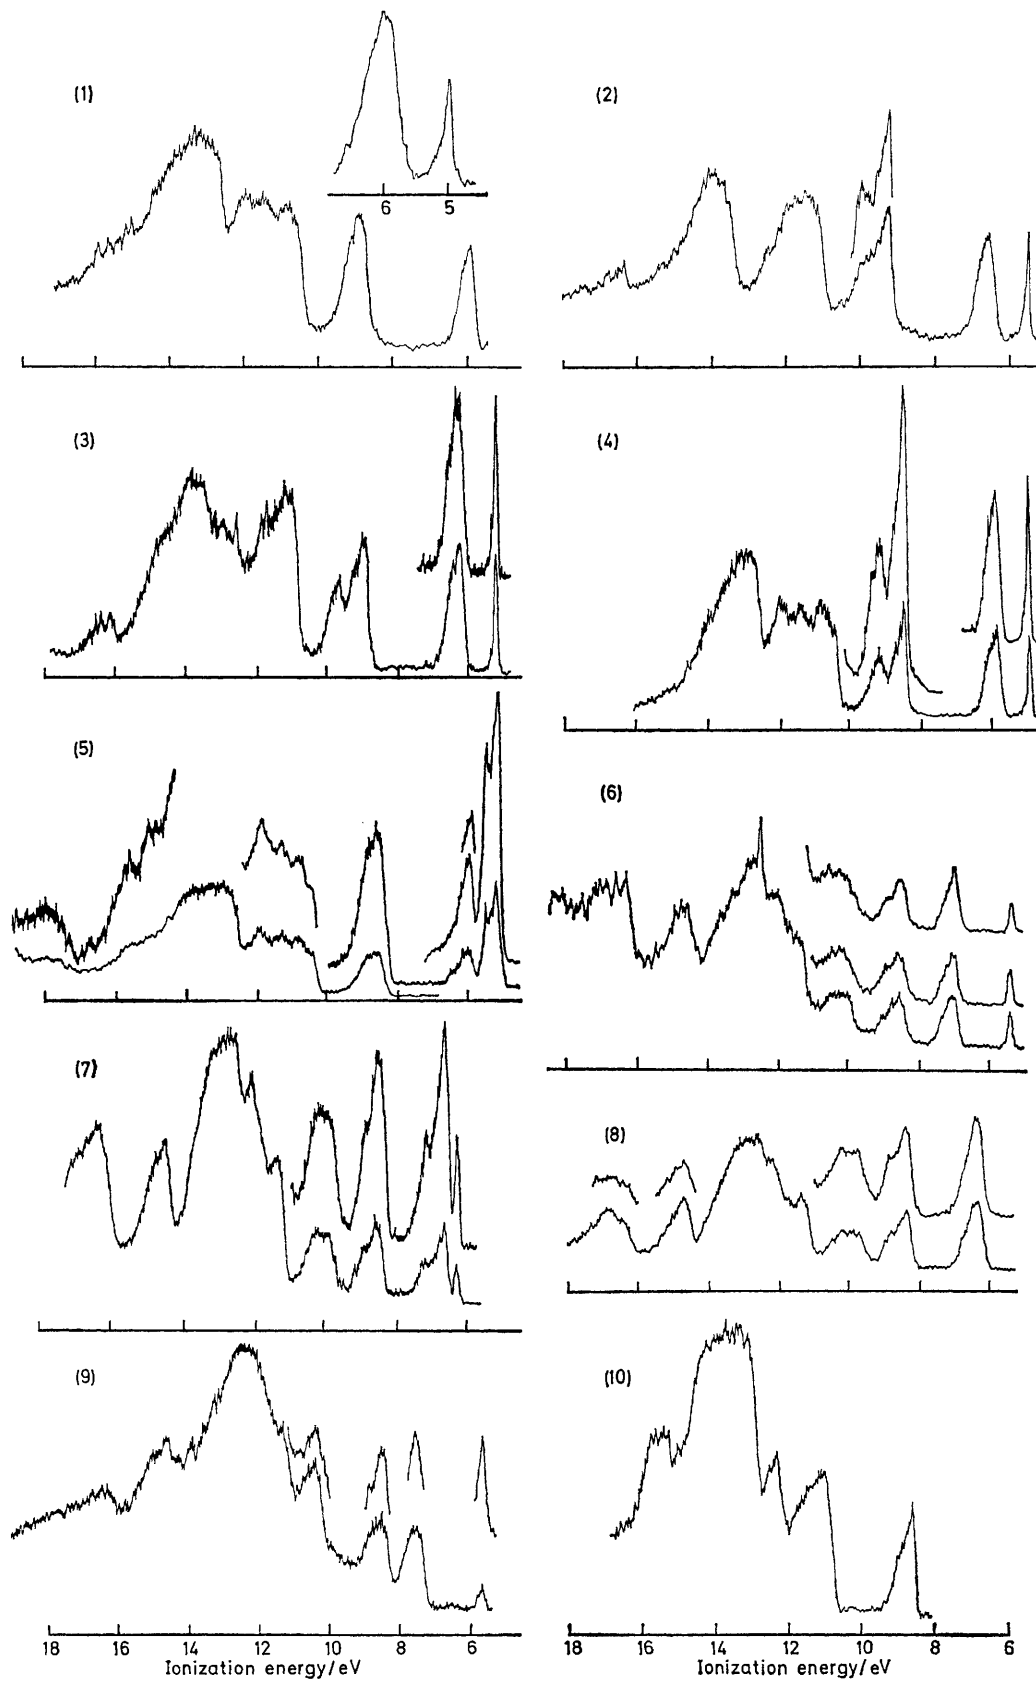 (1)
6 5
(2)
(3)
(4)
(5)
(6)
(7)
(8)
(9)
(10)
18 16 14 12 10 8 6
Ionization energy/eV
18 16 14 12 10 8 6
Ionization energy/eV